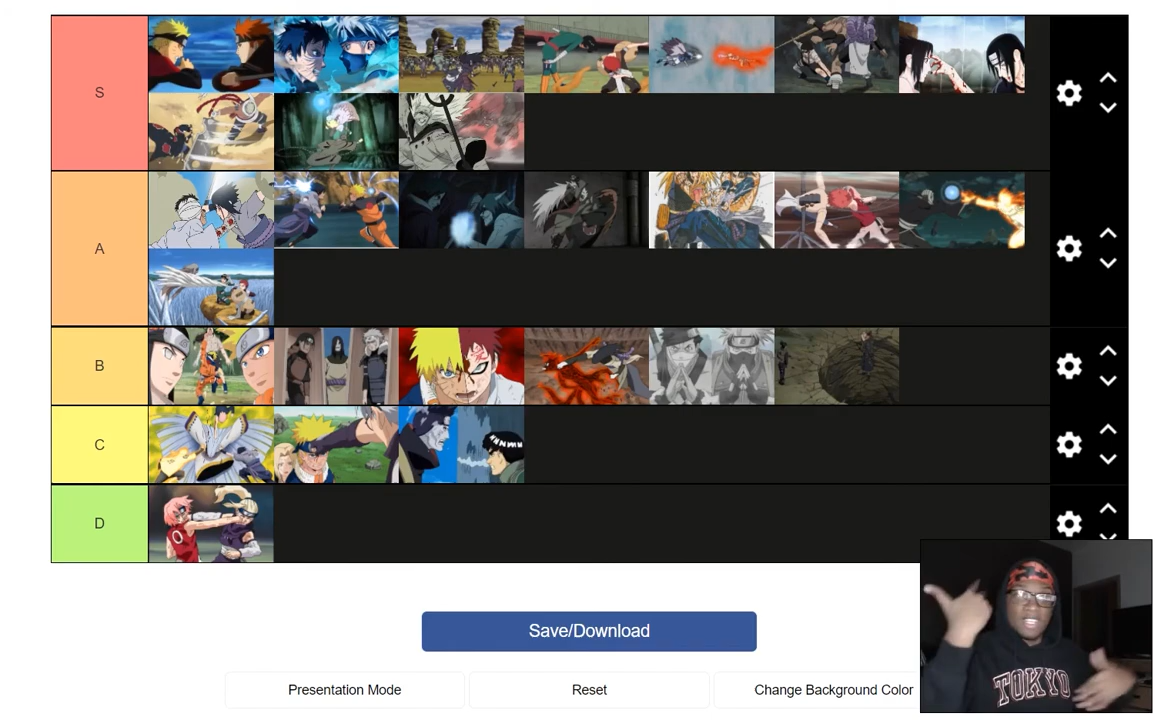 S
A
B
C
D
Save/Download
Presentation Mode
Reset
Change Background Color
TOKYO